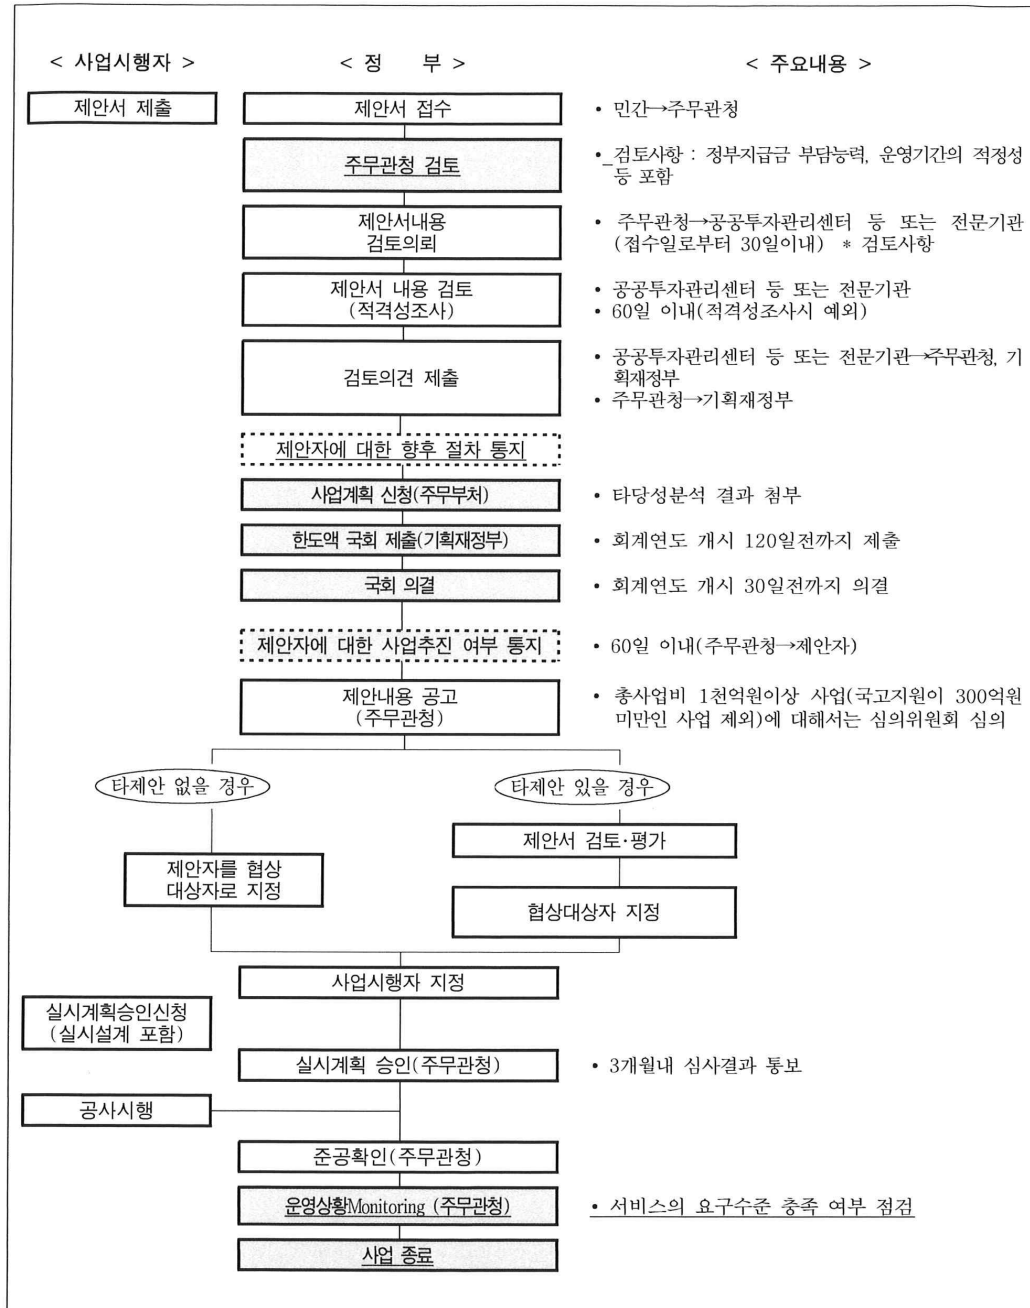 < 사업시행자 > < 정 부 > < 주요내용 >
제안서 제출 제안서 접수 • 민간→주무관청
주무관청 검토 • 검토사항 : 정부지급금 부담능력, 운영기간의 적정성
등 포함
제안서내용 • 주무관청→공공투자관리센터 등 또는 전문기관
검토의뢰 (접수일로부터 30일이내) * 검토사항
제안서 내용 검토 • 공공투자관리센터 등 또는 전문기관
(적격성조사) • 60일 이내(적격성조사시 예외)
검토의견 제출 • 공공투자관리센터 등 또는 전문기관→주무관청, 기
획재정부
• 주무관청→기획재정부
제안자에 대한 향후 절차 통지
사업계획 신청(주무부처) • 타당성분석 결과 첨부
한도액 국회 제출(기획재정부) • 회계연도 개시 120일전까지 제출
국회 의결 • 회계연도 개시 30일전까지 의결
제안자에 대한 사업추진 여부 통지 • 60일 이내(주무관청→제안자)
제안내용 공고 • 총사업비 1천억원이상 사업(국고지원이 300억원
(주무관청) 미만인 사업 제외)에 대해서는 심의위원회 심의
타제안 없을 경우 타제안 있을 경우
제안서 검토·평가
제안자를 협상
대상자로 지정
협상대상자 지정
사업시행자 지정
실시계획승인신청
(실시설계 포함)
실시계획 승인(주무관청) • 3개월내 심사결과 통보
공사시행
준공확인(주무관청)
운영상황Monitoring (주무관청) • 서비스의 요구수준 충족 여부 점검
사업 종료